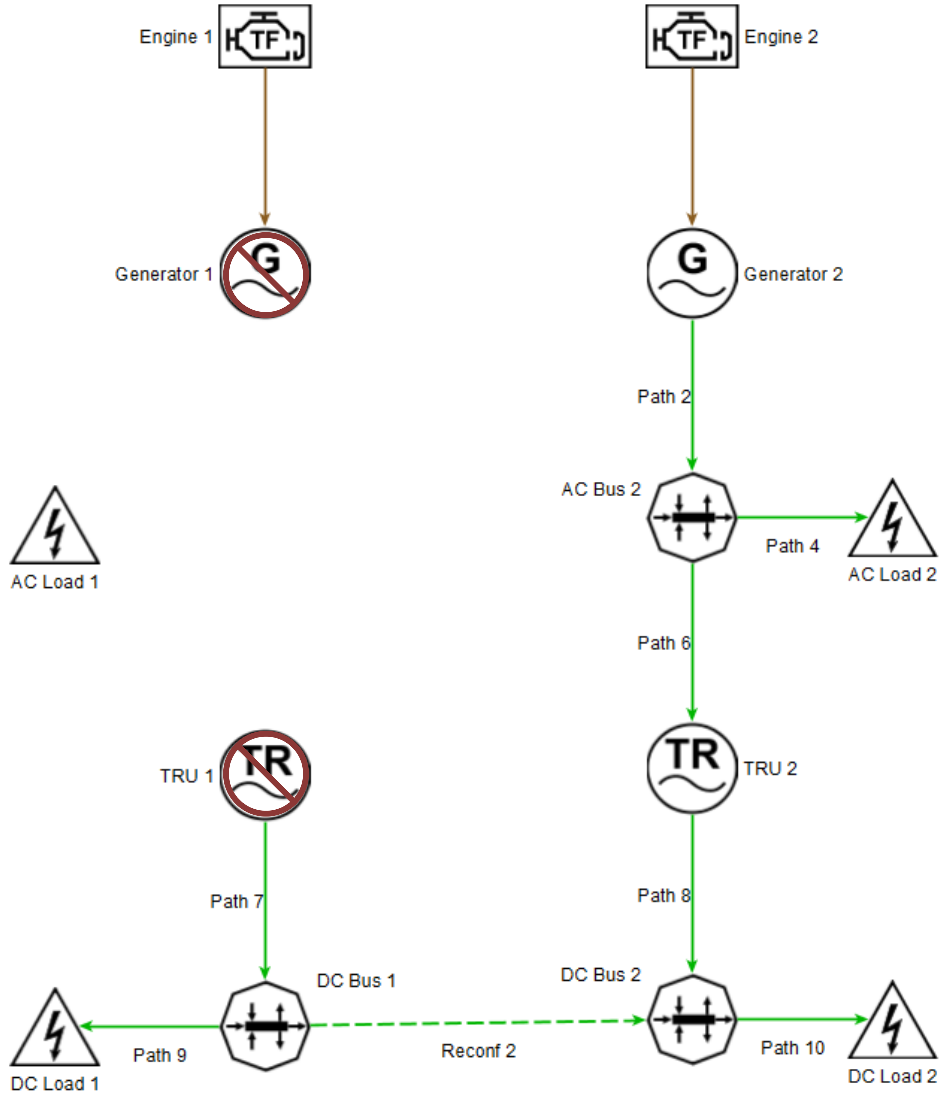 Engine 1
TF
TF
Engine 2
Generator 1
G
G
Generator 2
Path 2
AC Bus 2
Path 4
AC Load 1
AC Load 2
Path 6
TRU 1
TR
TR
TRU 2
Path 7
Path 8
DC Bus 1
DC Bus 2
Path 9
Reconf 2
Path 10
DC Load 1
DC Load 2